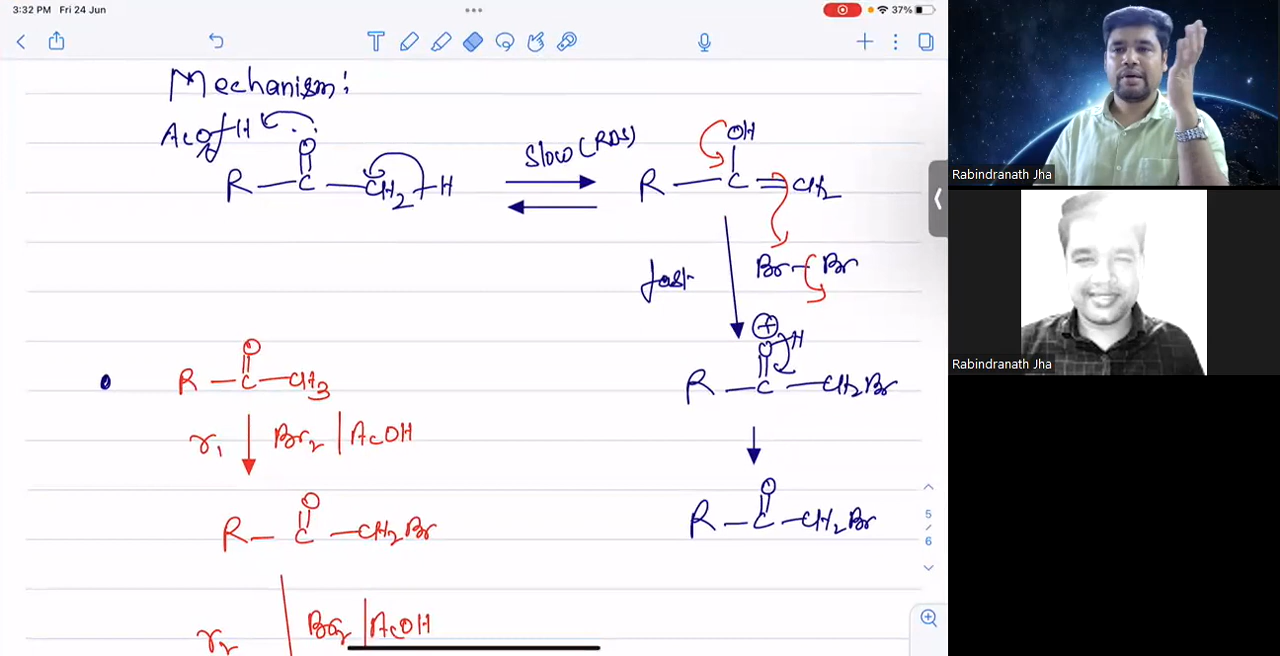 3:32 PM Fri 24 Jun
37%
Mechanism:
AcO-H
O
R-C-CH2-H
Slow (RDS)
OH
R-C=CH2
Br-Br
fast
⊕
O-H
R-C-CH2Br
O
R-C-CH3
r1 Br2 | AcOH
O
R-C-CH2Br
O
R-C-CH2Br
r2 Br2 | AcOH
5
/
6
Rabindranath Jha
Rabindranath Jha